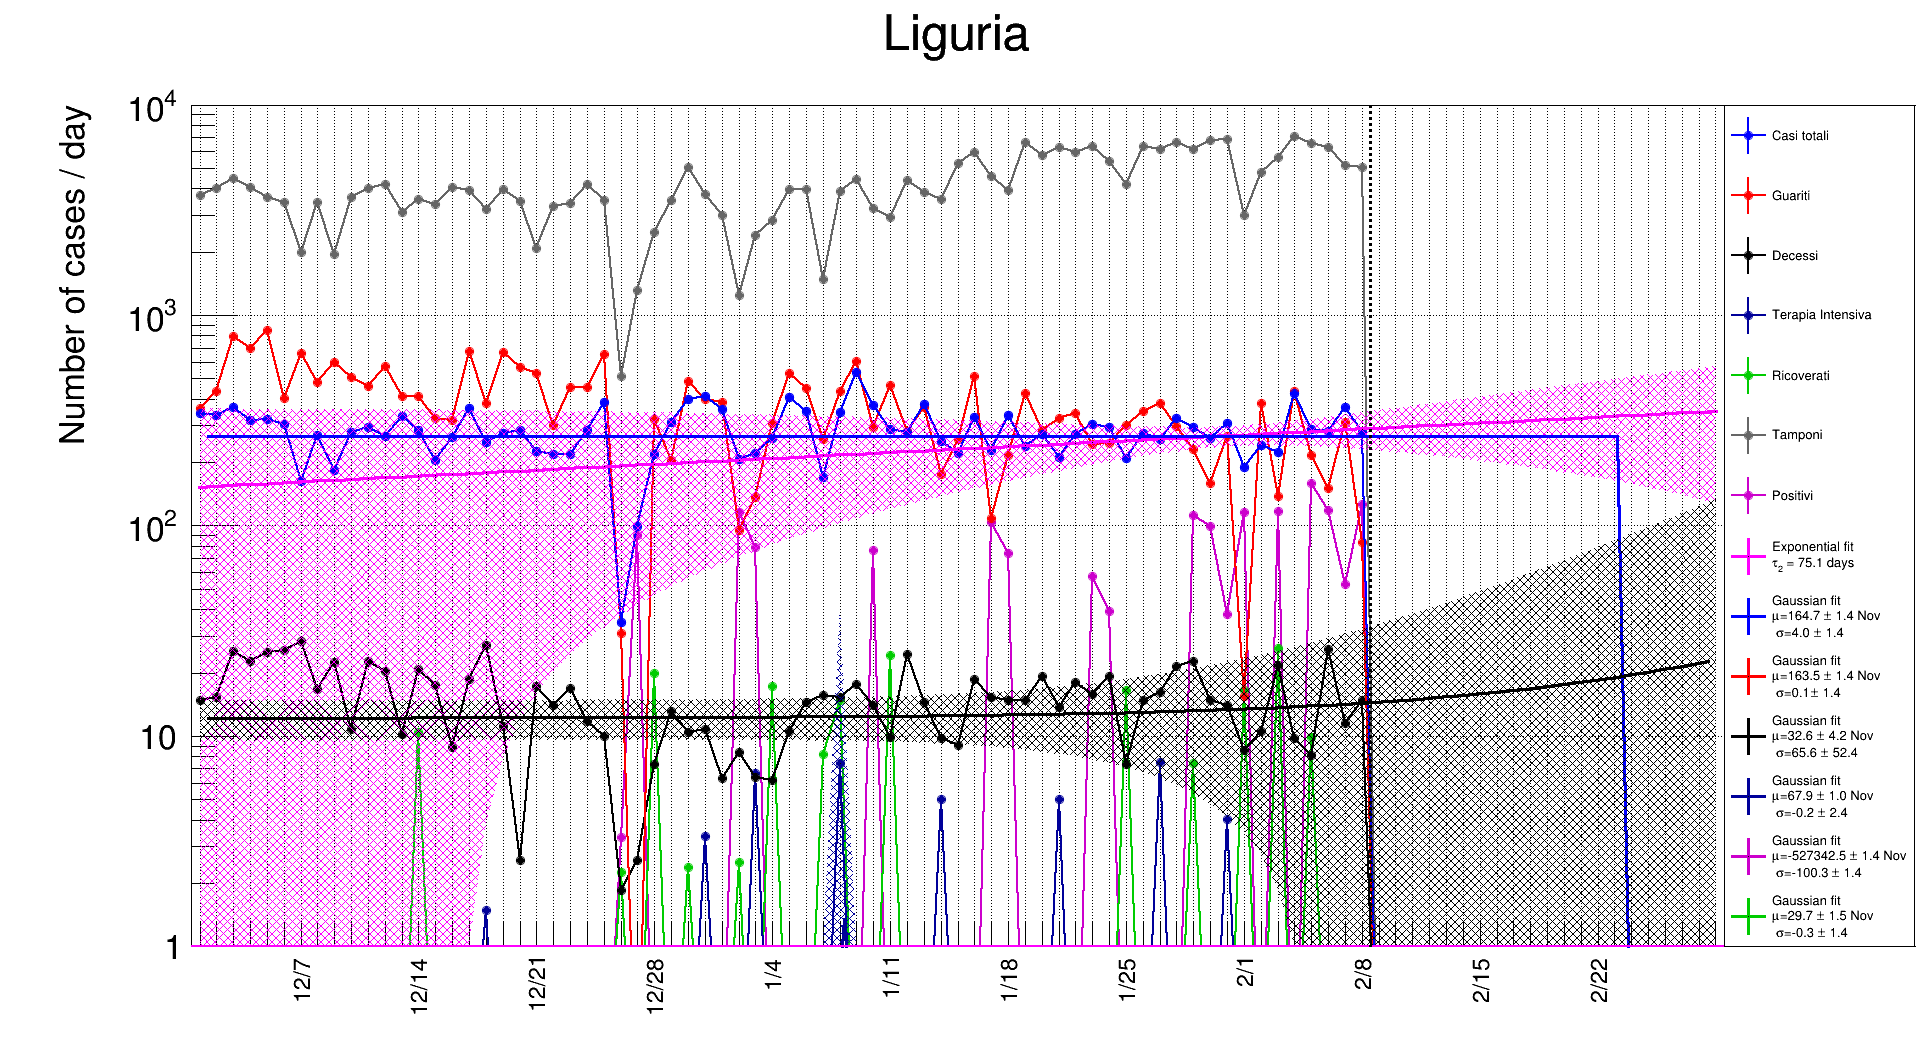 Liguria
Number of cases / day
10^4
10^3
10^2
10
1
12/7
12/14
12/21
12/28
1/4
1/11
1/18
1/25
2/1
2/8
2/15
2/22
Casi totali
Guariti
Decessi
Terapia Intensiva
Ricoverati
Tamponi
Positivi
Exponential fit
τ_2 = 75.1 days
Gaussian fit
μ=164.7 ± 1.4 Nov
σ=4.0 ± 1.4
Gaussian fit
μ=163.5 ± 1.4 Nov
σ=0.1± 1.4
Gaussian fit
μ=32.6 ± 4.2 Nov
σ=65.6 ± 52.4
Gaussian fit
μ=67.9 ± 1.0 Nov
σ=-0.2 ± 2.4
Gaussian fit
μ=-527342.5 ± 1.4 Nov
σ=-100.3 ± 1.4
Gaussian fit
μ=29.7 ± 1.5 Nov
σ=-0.3 ± 1.4